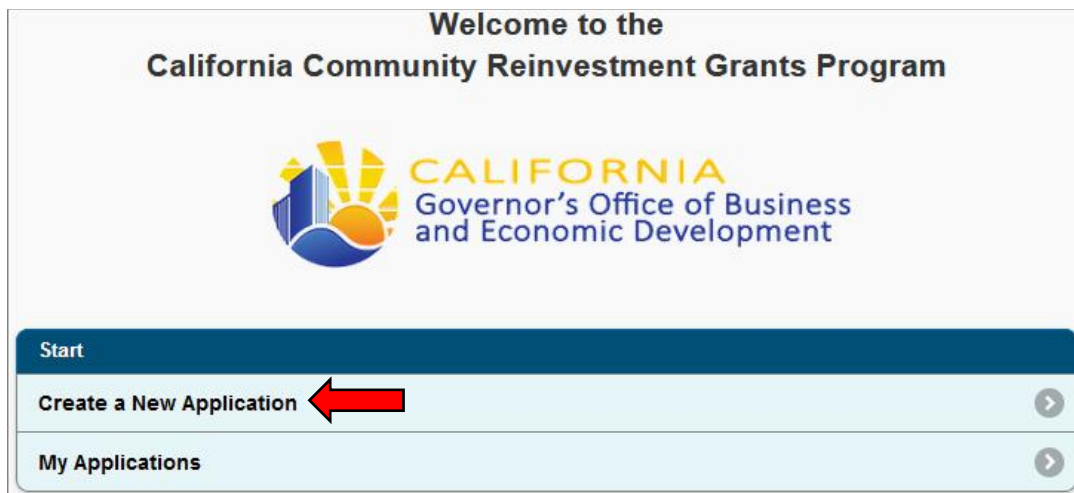 Welcome to the
California Community Reinvestment Grants Program
CALIFORNIA
Governor's Office of Business
and Economic Development
Start
Create a New Application
My Applications